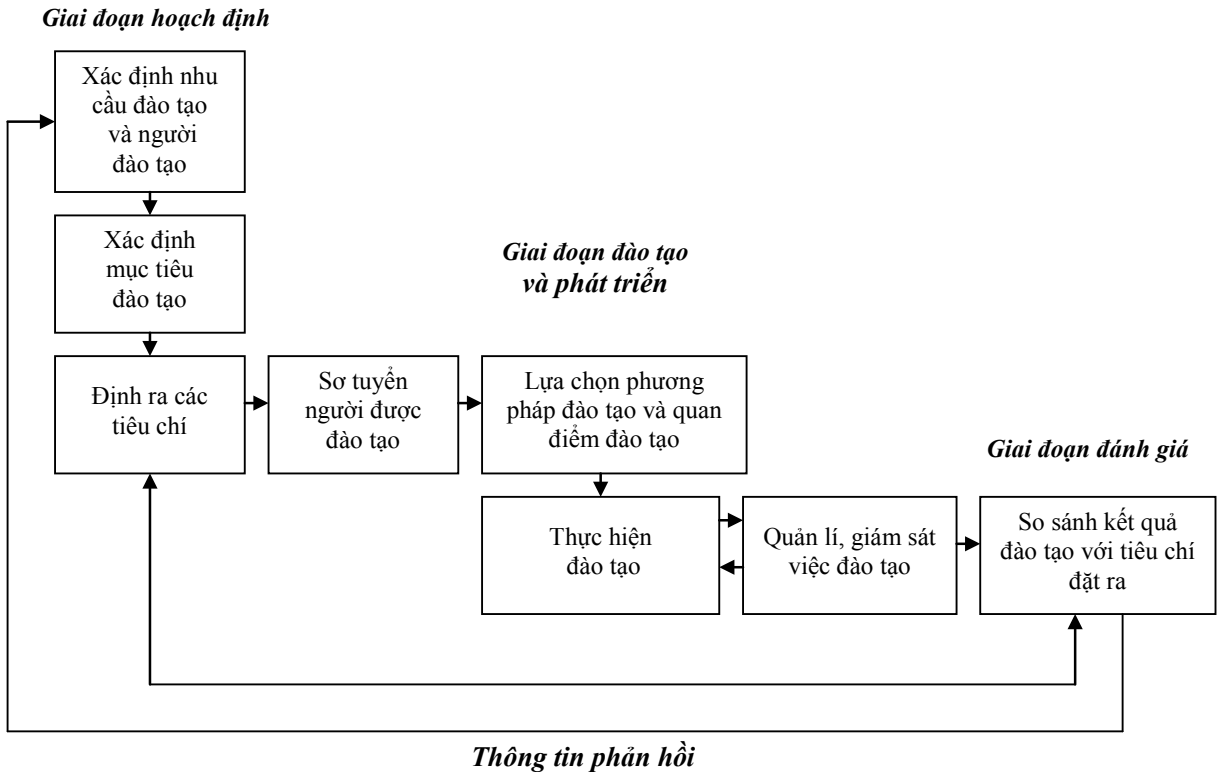 Giai đoạn hoạch định
Xác định nhu
cầu đào tạo
và người
đào tạo
Xác định
mục tiêu
đào tạo
Giai đoạn đào tạo
và phát triển
Định ra các
tiêu chí
Sơ tuyển
người được
đào tạo
Lựa chọn phương
pháp đào tạo và quan
điểm đào tạo
Giai đoạn đánh giá
Thực hiện
đào tạo
Quản lí, giám sát
việc đào tạo
So sánh kết quả
đào tạo với tiêu chí
đặt ra
Thông tin phản hồi